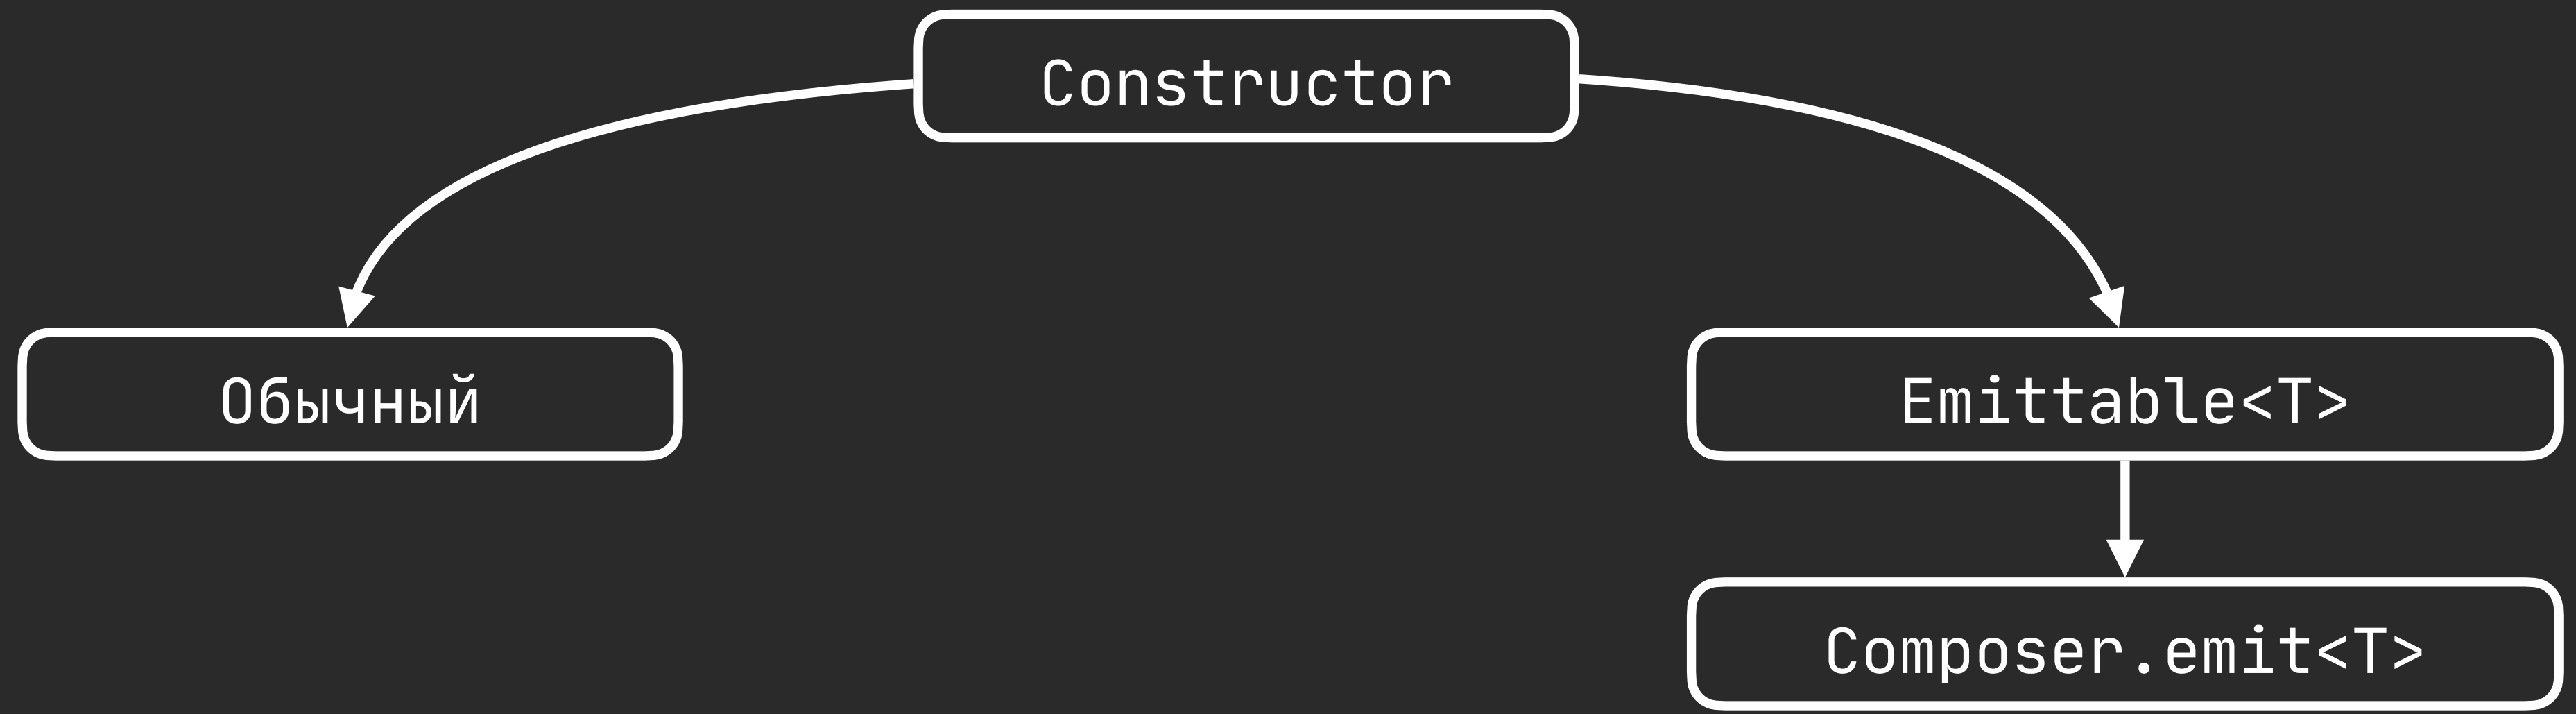 Constructor
Обычный
Emittable<T>
Composer.emit<T>